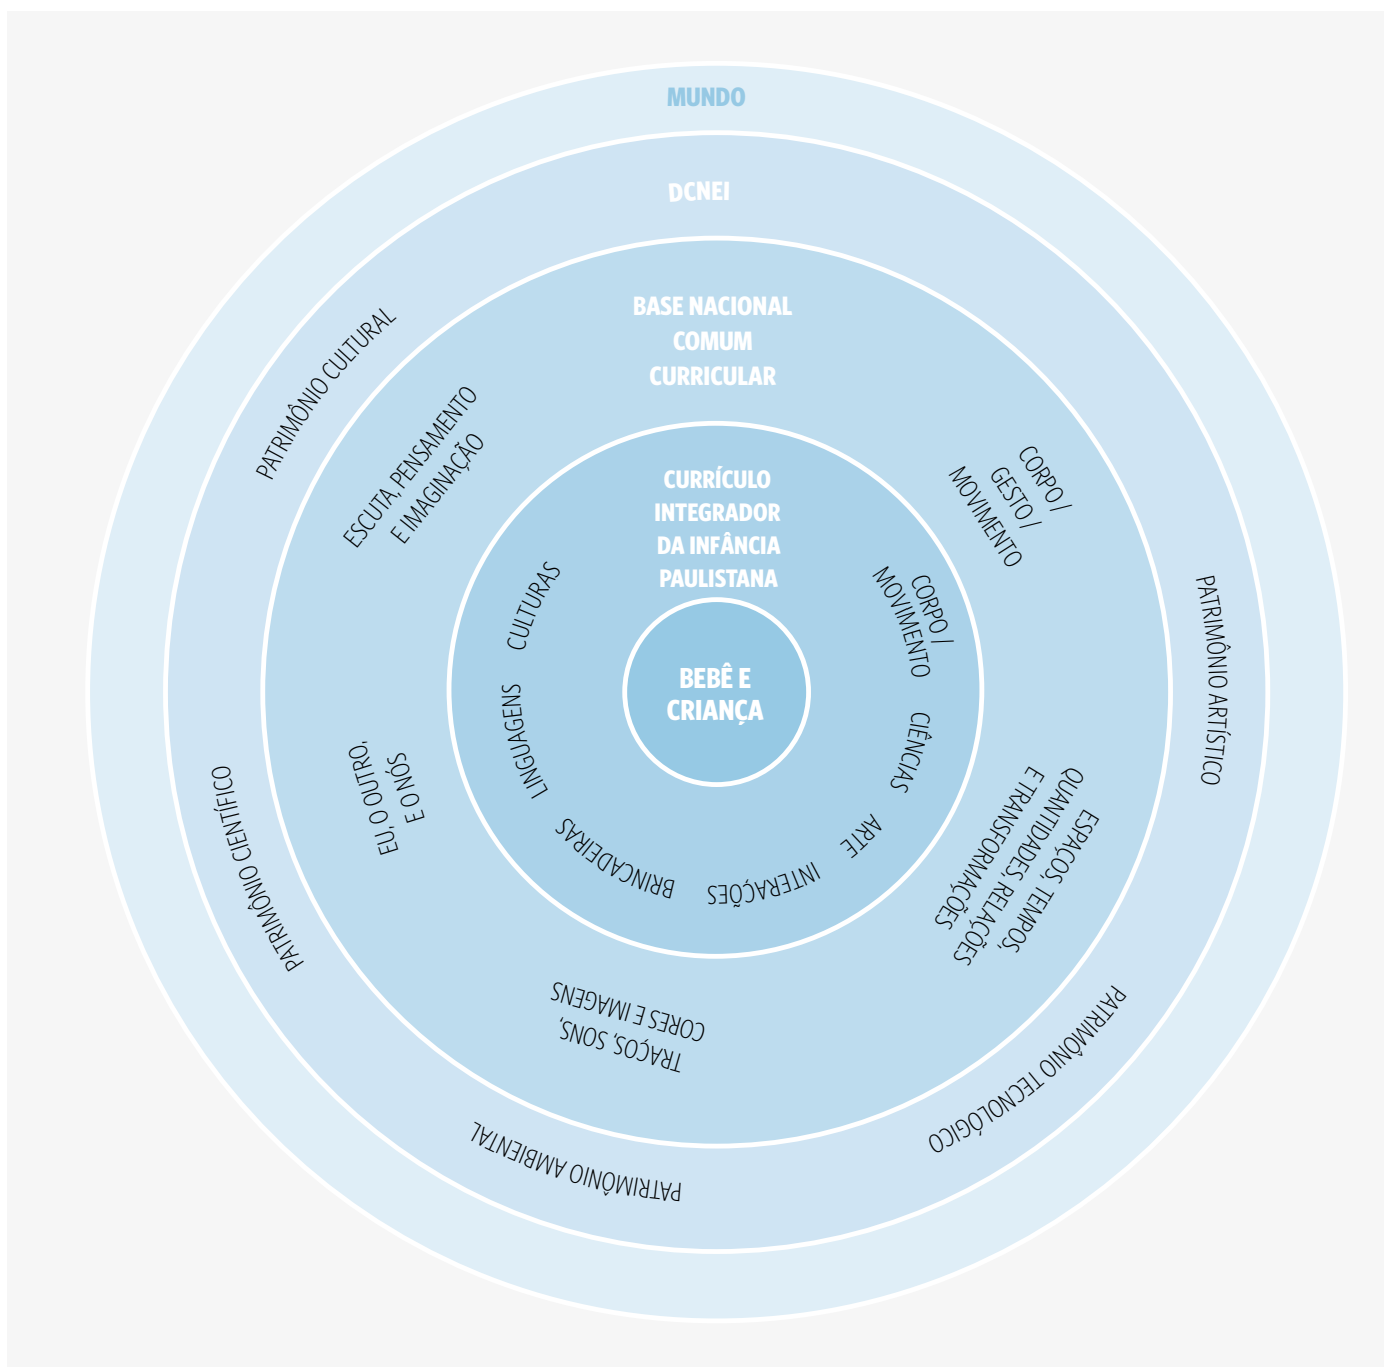 MUNDO
DCNEI
PATRIMÔNIO CULTURAL
PATRIMÔNIO ARTÍSTICO
PATRIMÔNIO TECNOLÓGICO
PATRIMÔNIO AMBIENTAL
PATRIMÔNIO CIENTÍFICO
BASE NACIONAL
COMUM
CURRICULAR
ESCUTA, PENSAMENTO
E IMAGINAÇÃO
CORPO /
GESTO /
MOVIMENTO
ESPAÇOS, TEMPOS,
QUANTIDADES, RELAÇÕES
E TRANSFORMAÇÕES
TRAÇOS, SONS,
CORES E IMAGENS
EU, O OUTRO,
E O NÓS
CURRÍCULO
INTEGRADOR
DA INFÂNCIA
PAULISTANA
CULTURAS
CORPO /
MOVIMENTO
CIÊNCIAS
ARTE
INTERAÇÕES
BRINCADEIRAS
LINGUAGENS
BEBÊ E
CRIANÇA